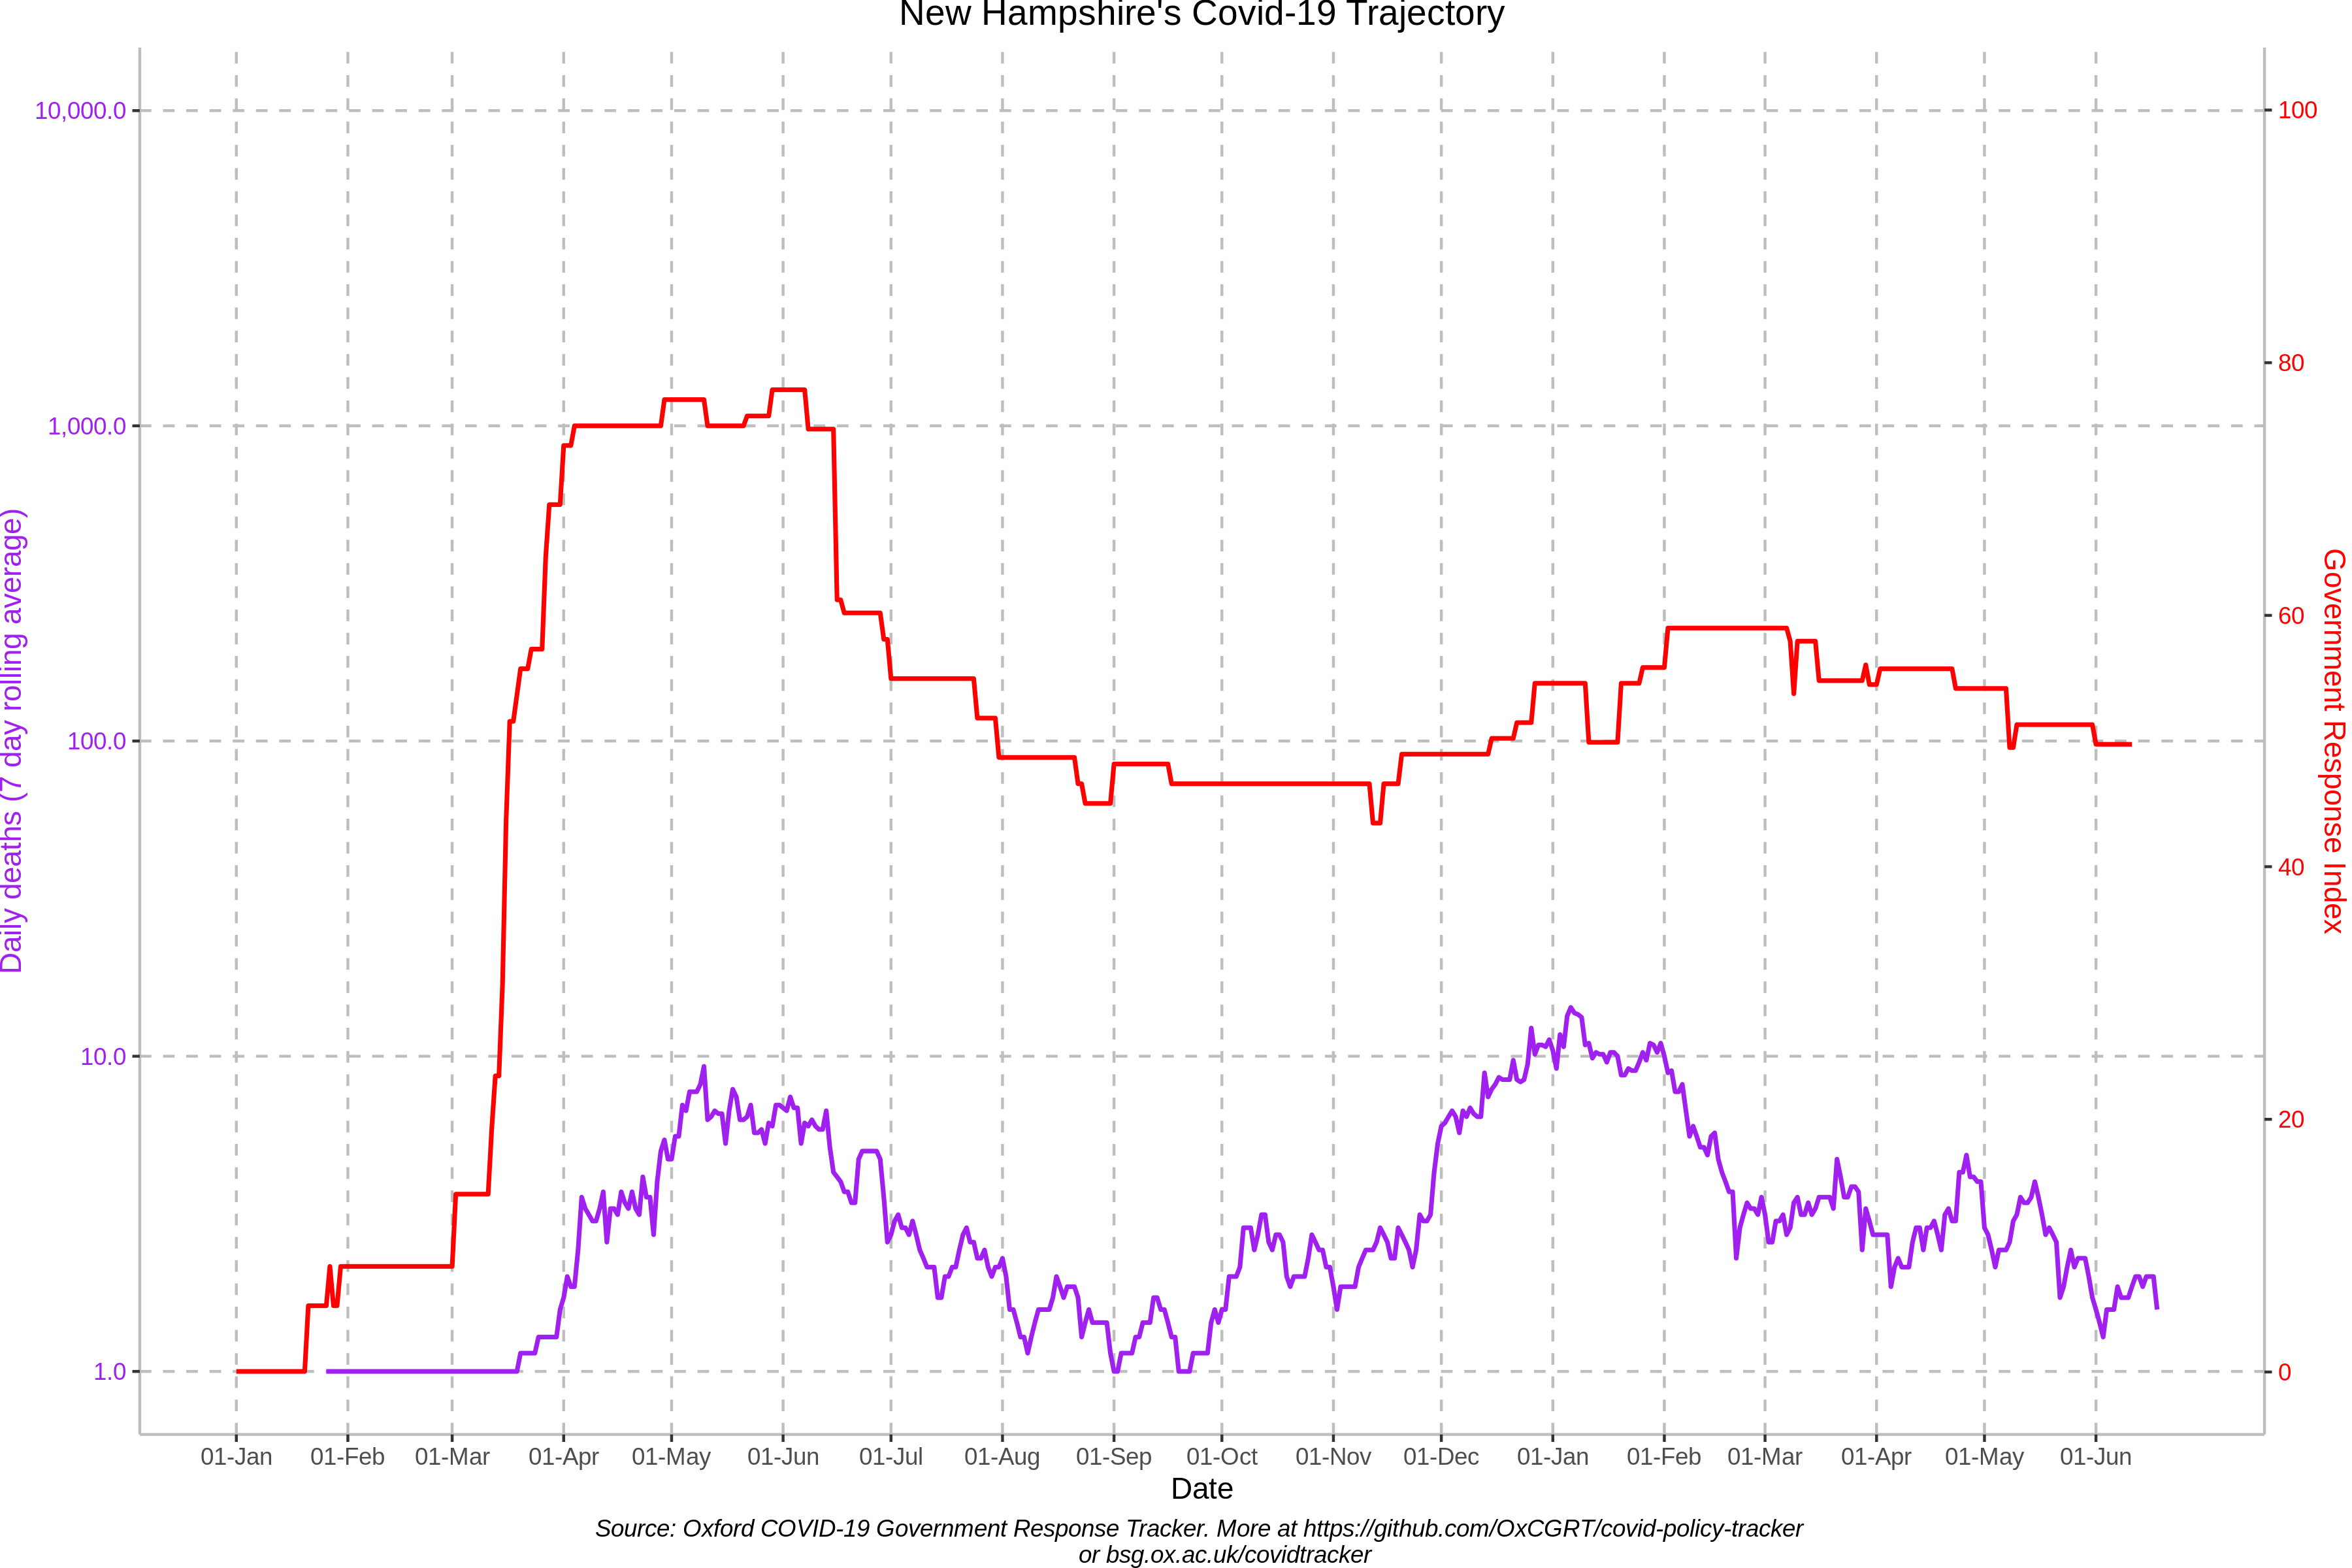 New Hampshire's Covid-19 Trajectory
10,000.0
1,000.0
100.0
10.0
1.0
Daily deaths (7 day rolling average)
100
80
60
40
20
0
Government Response Index
01-Jan 01-Feb 01-Mar 01-Apr 01-May 01-Jun 01-Jul 01-Aug 01-Sep 01-Oct 01-Nov 01-Dec 01-Jan 01-Feb 01-Mar 01-Apr 01-May 01-Jun
Date
Source: Oxford COVID-19 Government Response Tracker. More at https://github.com/OxCGRT/covid-policy-tracker
or bsg.ox.ac.uk/covidtracker